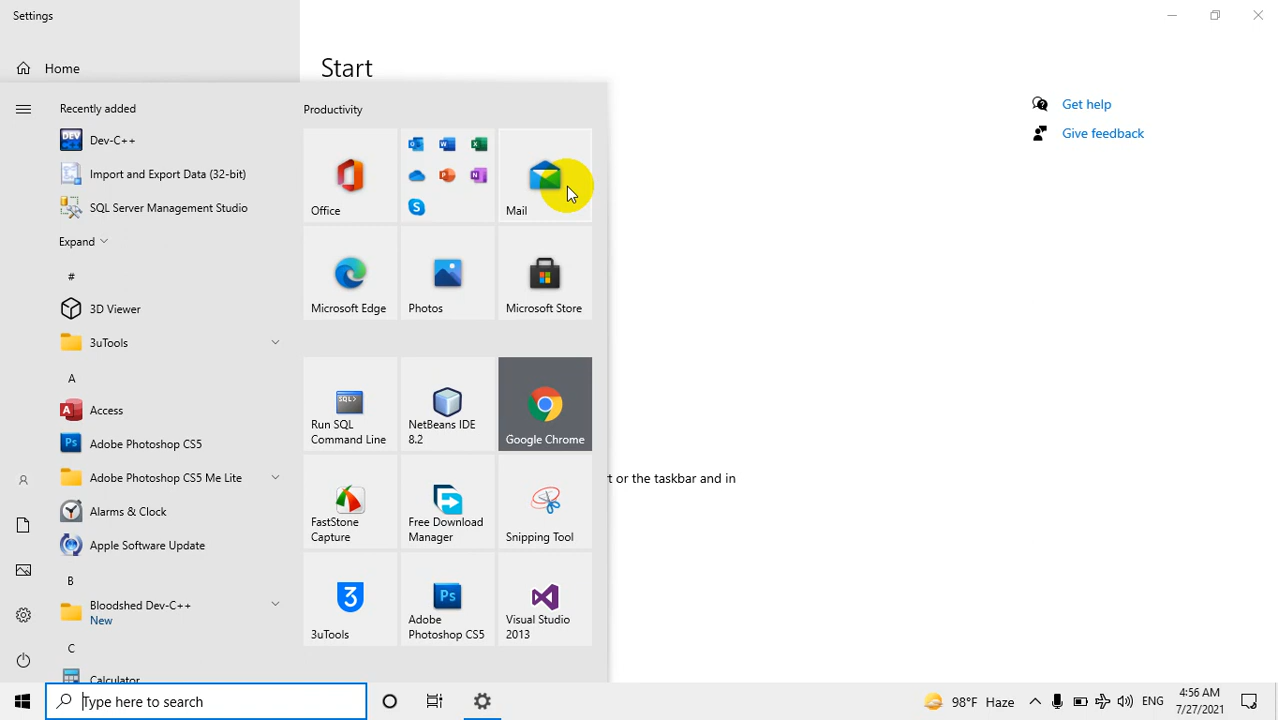 Settings
Home
Start
Get help
Give feedback
Recently added
Dev-C++
Import and Export Data (32-bit)
SQL Server Management Studio
Expand
#
3D Viewer
3uTools
A
Access
Adobe Photoshop CS5
Adobe Photoshop CS5 Me Lite
Alarms & Clock
Apple Software Update
B
Bloodshed Dev-C++
New
C
Calculator
Productivity
Office
Mail
Microsoft Edge
Photos
Microsoft Store
Run SQL
Command Line
NetBeans IDE
8.2
Google Chrome
FastStone
Capture
Free Download
Manager
Snipping Tool
3uTools
Adobe
Photoshop CS5
Visual Studio
2013
t or the taskbar and in
Type here to search
98°F Haze
ENG
4:56 AM
7/27/2021